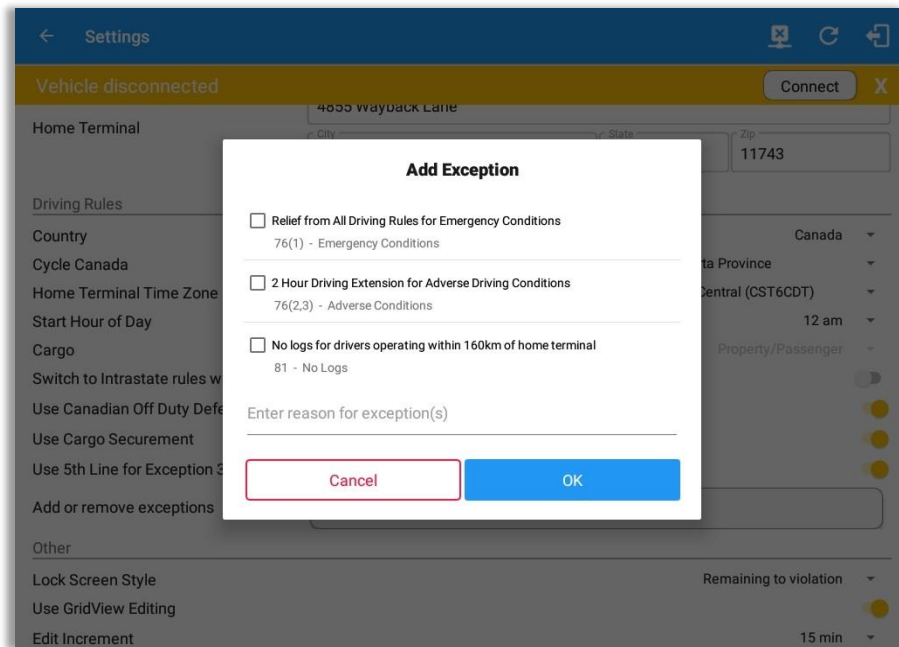 Settings
Vehicle disconnected
Connect
X
4855 Wayback Lane
Home Terminal
City
State
Zip
11743
Add Exception
Relief from All Driving Rules for Emergency Conditions
76(1) - Emergency Conditions
2 Hour Driving Extension for Adverse Driving Conditions
76(2,3) - Adverse Conditions
No logs for drivers operating within 160km of home terminal
81 - No Logs
Enter reason for exception(s)
Cancel
OK
Driving Rules
Country
Canada
Cycle Canada
ta Province
Home Terminal Time Zone
Central (CST6CDT)
Start Hour of Day
12 am
Cargo
Property/Passenger
Switch to Intrastate rules w
Use Canadian Off Duty Defe
Use Cargo Securement
Use 5th Line for Exception 3
Add or remove exceptions
Other
Lock Screen Style
Remaining to violation
Use GridView Editing
Edit Increment
15 min